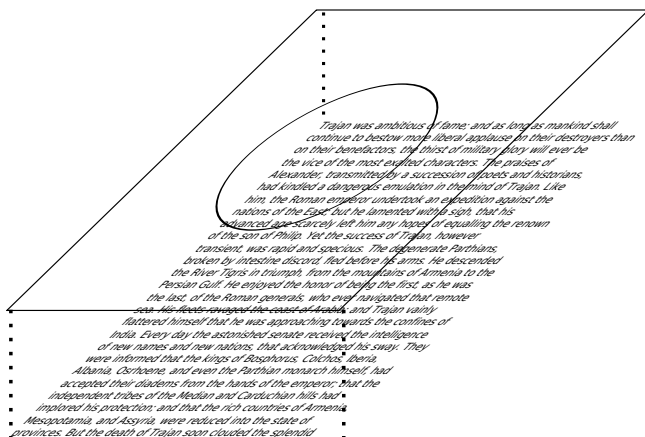 Trajan was ambitious of fame; and as long as mankind shall
continue to bestow more liberal applause on their destroyers than
on their benefactors, the thirst of military glory will ever be
the vice of the most exalted characters. The praises of
Alexander, transmitted by a succession of poets and historians,
had kindled a dangerous emulation in the mind of Trajan. Like
him, the Roman emperor undertook an expedition against the
nations of the East; but he lamented with a sigh, that his
advanced age scarcely left him any hopes of equalling the renown
of the son of Philip. Yet the success of Trajan, however
transient, was rapid and specious. The degenerate Parthians,
broken by intestine discord, fled before his arms. He descended
the River Tigris in triumph, from the mountains of Armenia to the
Persian Gulf. He enjoyed the honor of being the first, as he was
the last, of the Roman generals, who ever navigated that remote
sea. His fleets ravaged the coast of Arabia; and Trajan vainly
flattered himself that he was approaching towards the confines of
India. Every day the astonished senate received the intelligence
of new names and new nations, that acknowledged his sway. They
were informed that the kings of Bosphorus, Colchos, Iberia,
Albania, Osrhoene, and even the Parthian monarch himself, had
accepted their diadems from the hands of the emperor; that the
independent tribes of the Median and Carduchian hills had
implored his protection; and that the rich countries of Armenia,
Mesopotamia, and Assyria, were reduced into the state of
provinces. But the death of Trajan soon clouded the splendid